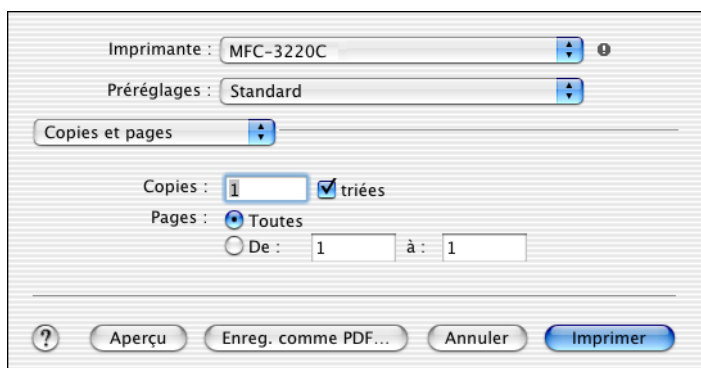 Imprimante : MFC-3220C
Préréglages : Standard
Copies et pages
Copies : 1 triées
Pages : Toutes
De : 1 à : 1
? Aperçu Enreg. comme PDF... Annuler Imprimer